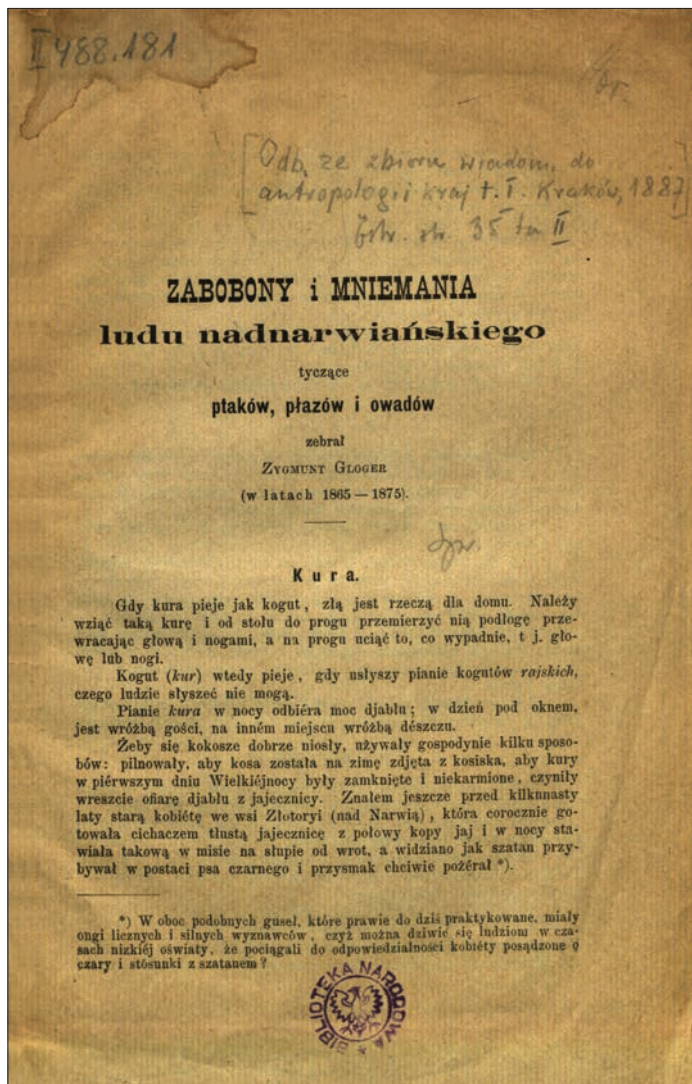 II 488.181
[Odb. ze zbioru wiadom. do
antropologii kraj t. I. Kraków, 1887]
str. 35 
II
ZABOBONY i MNIEMANIA
ludu nadnarwiańskiego
tyczące
ptaków, płazów i owadów
zebrał
ZYGMUNT GLOGER
(w latach 1865 — 1875).
Kura.
Gdy kura pieje jak kogut, złą jest rzeczą dla domu. Należy
wziąć taką kurę i od stołu do progu przemierzyć nią podłogę prze-
wracając głową i nogami, a na progu uciąć to, co wypadnie, t j. gło-
wę lub nogi.
Kogut (kur) wtedy pieje, gdy usłyszy pianie kogutów rajskich,
czego ludzie słyszeć nie mogą.
Pianie kura w nocy odbiéra moc djabłu; w dzień pod oknem,
jest wróżbą gości, na inném miejscu wróżbą dészczu.
Żeby się kokosze dobrze niosły, używały gospodynie kilku sposo-
bów: pilnowały, aby kosa została na zimę zdjęta z kosiska, aby kury
w piérwszym dniu Wielkiéjnocy były zamknięte i niekarmione, czyniły
wreszcie ofiarę djabłu z jajecznicy. Znałem jeszcze przed kilkunasty
laty starą kobiétę we wsi Złotoryi (nad Narwią), która corocznie go-
towała cichaczem tłustą jajecznicę z połowy kopy jaj i w nocy sta-
wiała takową w misie na słupie od wrot, a widziano jak szatan przy-
bywał w postaci psa czarnego i przysmak chciwie pożérał *).
*) W oboc podobnych guseł, które prawie do dziś praktykowane, miały
ongi licznych i silnych wyznawców, czyż można dziwić się ludziom w cza-
sach nizkiéj oświaty, że pociągali do odpowiedzialności kobiéty posądzone o
czary i stósunki z szatanem?
BIBLIOTEKA NARODOWA